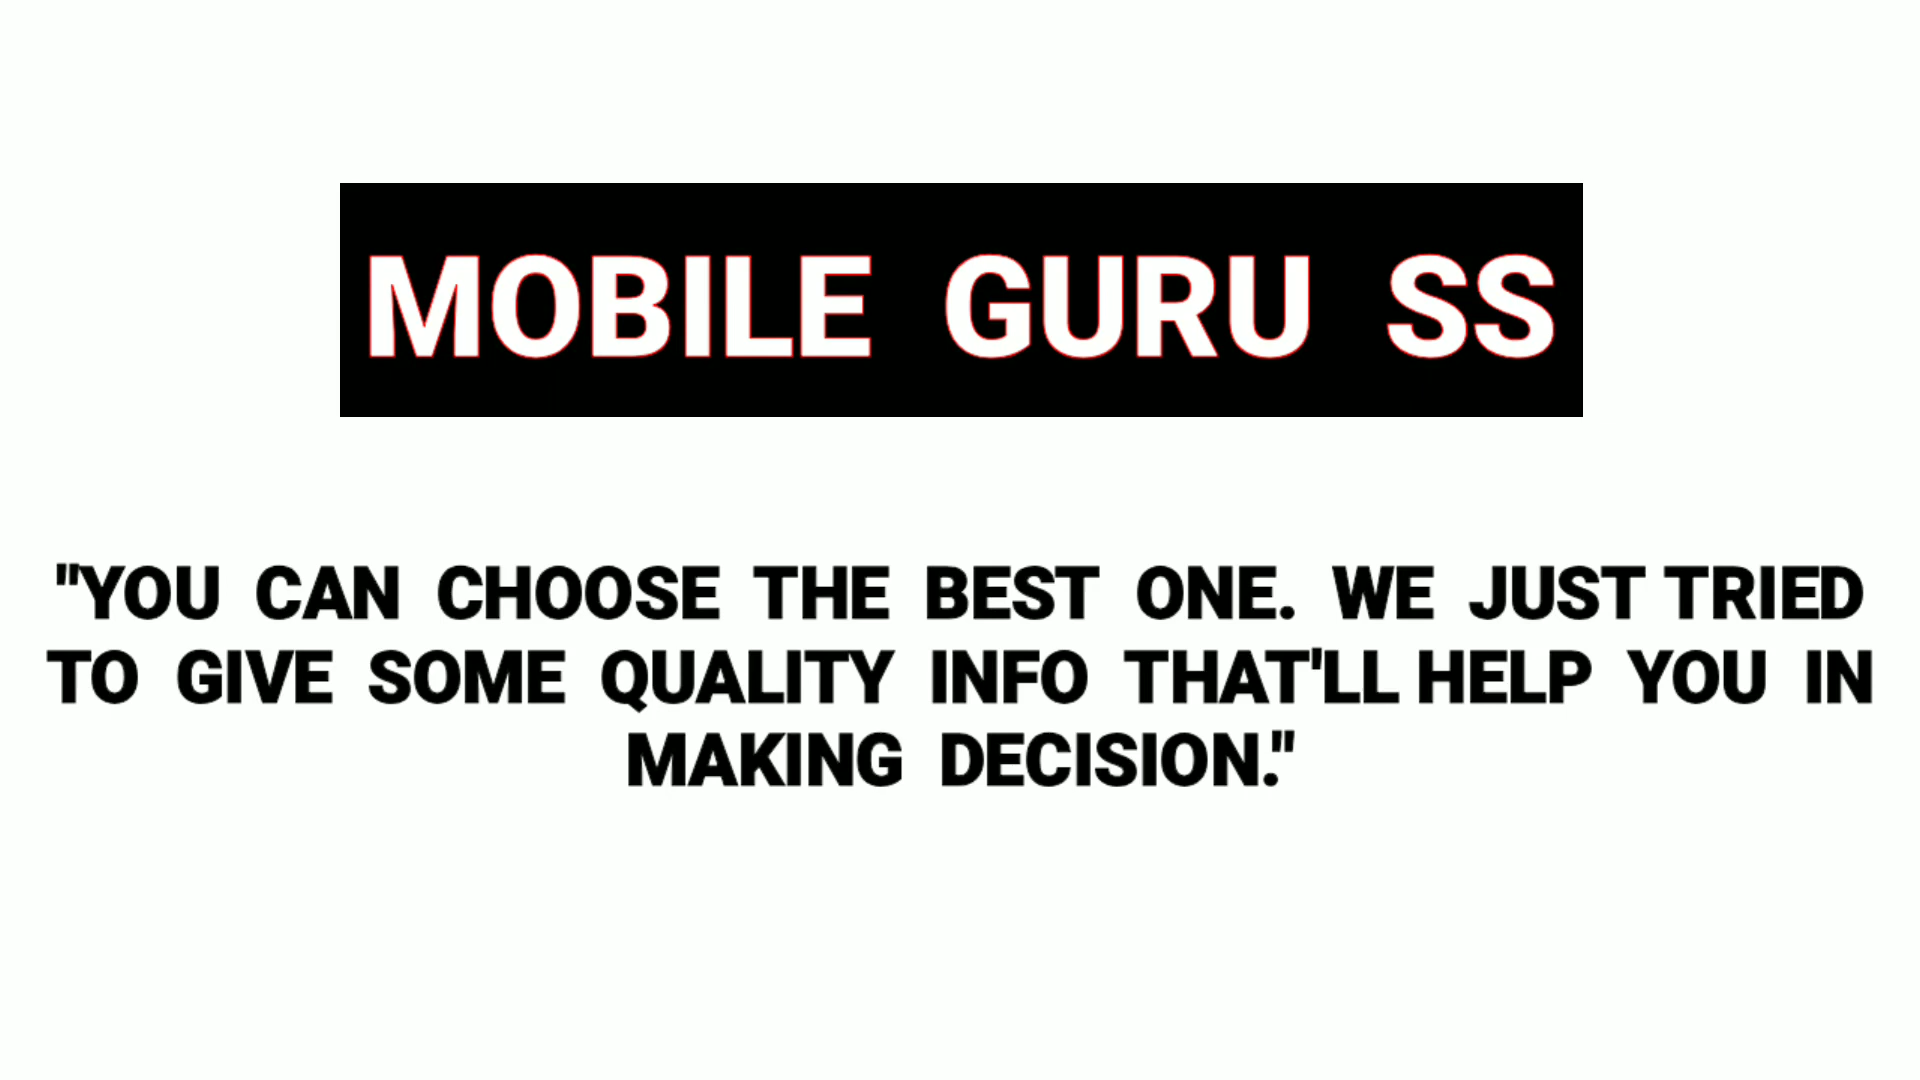 MOBILE GURU SS
"YOU CAN CHOOSE THE BEST ONE. WE JUST TRIED
TO GIVE SOME QUALITY INFO THAT'LL HELP YOU IN
MAKING DECISION."